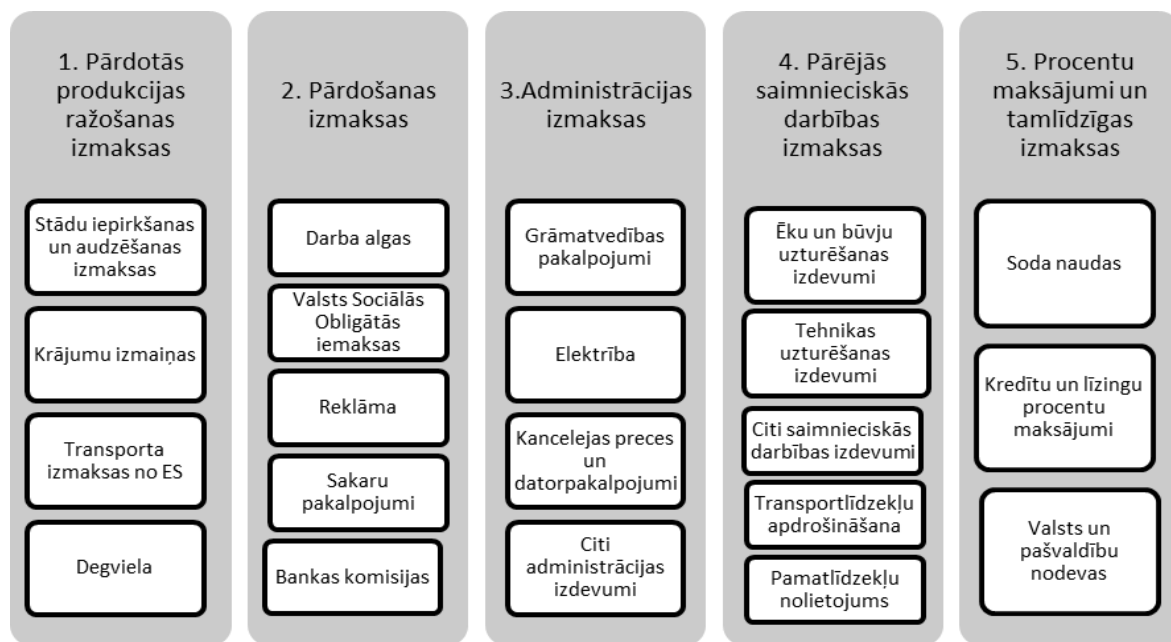 1. Pārdotās
produkcijas
ražošanas
izmaksas
Stādu iepirkšanas
un audzēšanas
izmaksas
Krājumu izmaiņas
Transporta
izmaksas no ES
Degviela
2. Pārdošanas
izmaksas
Darba algas
Valsts Sociālās
Obligātās
iemaksas
Reklāma
Sakaru
pakalpojumi
Bankas komisijas
3.Administrācijas
izmaksas
Grāmatvedības
pakalpojumi
Elektrība
Kancelejas preces
un
datorpakalpojumi
Citi
administrācijas
izdevumi
4. Pārējās
saimnieciskās
darbības
izmaksas
Ēku un būvju
uzturēšanas
izdevumi
Tehnikas
uzturēšanas
izdevumi
Citi saimnieciskās
darbības izdevumi
Transportlīdzekļu
apdrošināšana
Pamatlīdzekļu
nolietojums
5. Procentu
maksājumi un
tamlīdzīgas
izmaksas
Soda naudas
Kredītu un līzingu
procentu
maksājumi
Valsts un
pašvaldību
nodevas